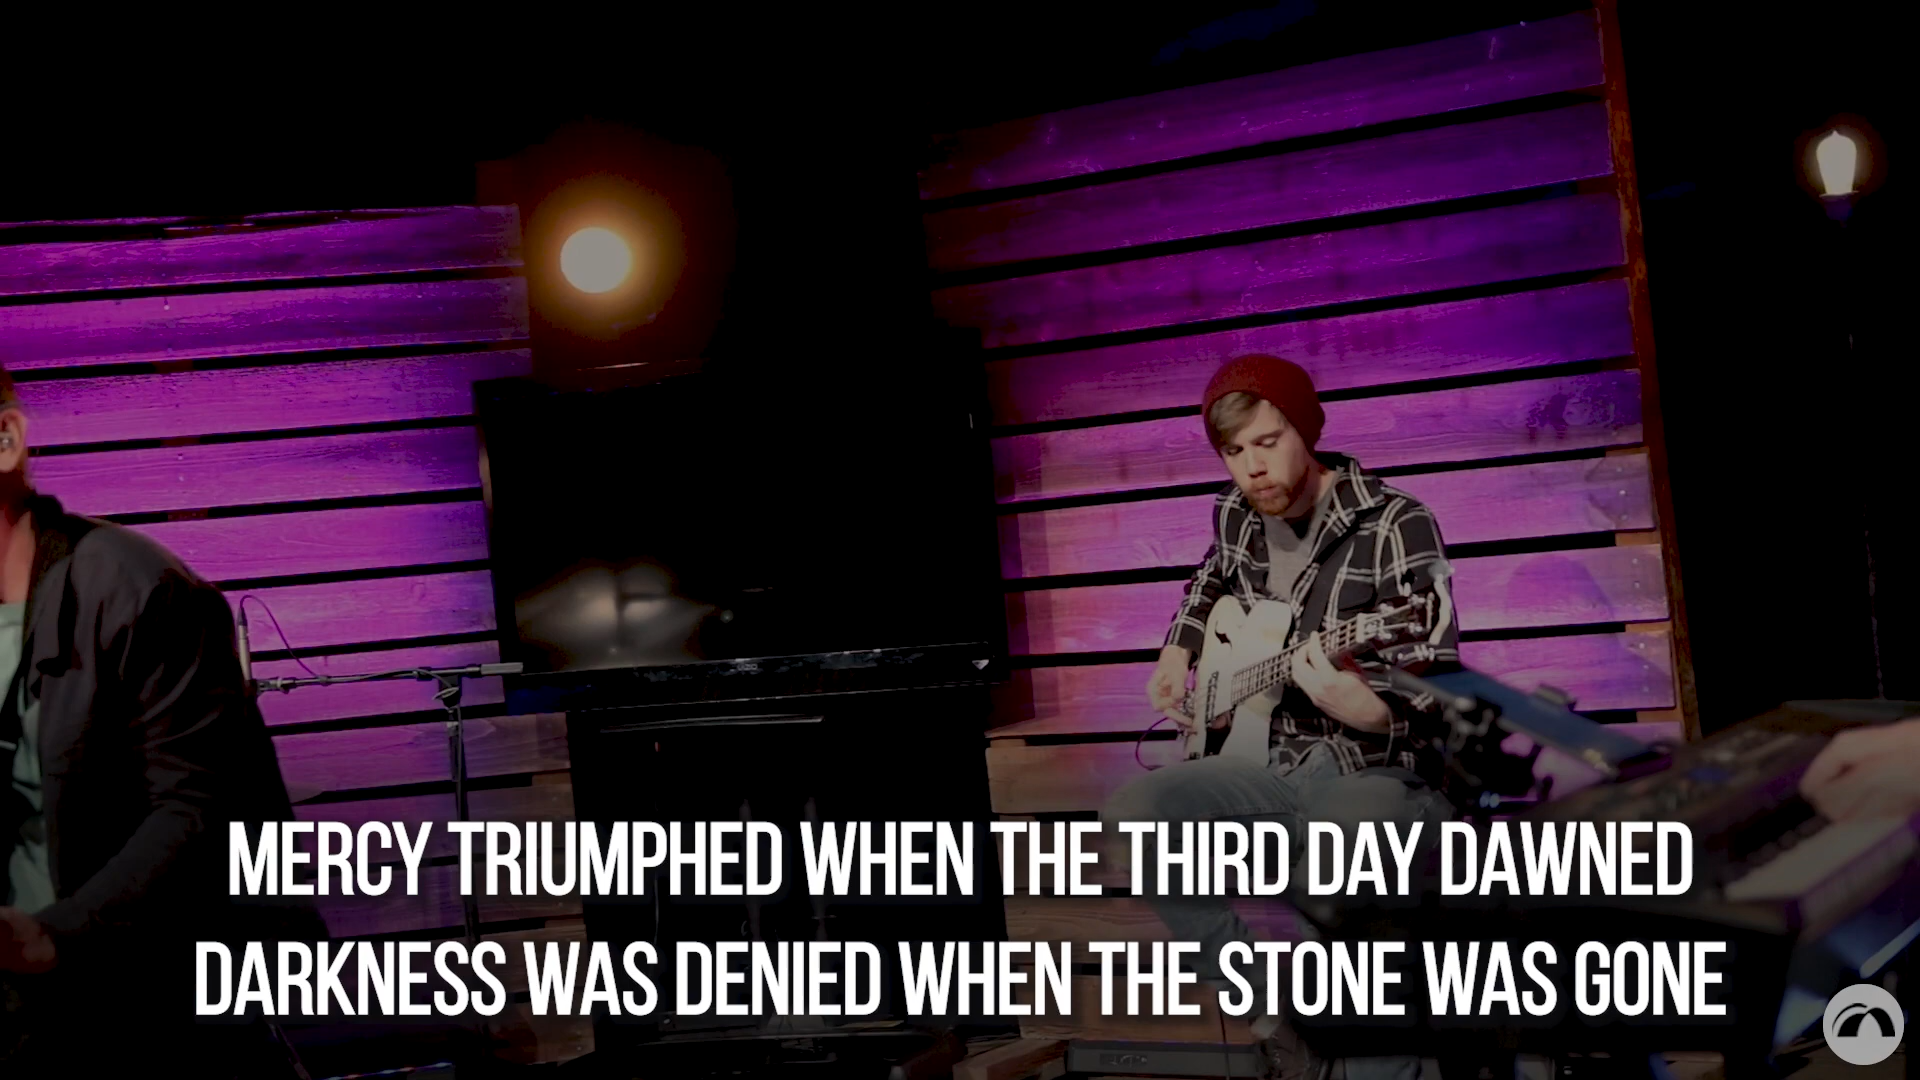 MERCY TRIUMPHED WHEN THE THIRD DAY DAWNED
DARKNESS WAS DENIED WHEN THE STONE WAS GONE